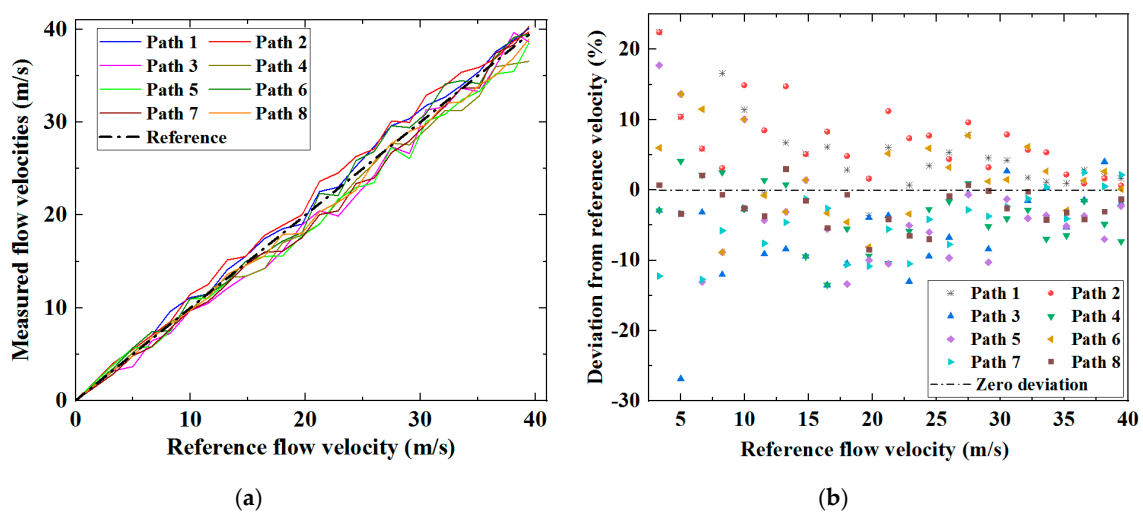 Measured flow velocities (m/s)
40
30
20
10
0
Path 1 Path 2
Path 3 Path 4
Path 5 Path 6
Path 7 Path 8
Reference
0 10 20 30 40
Reference flow velocity (m/s)
(a)
Deviation from reference velocity (%)
20
10
0
-10
-20
-30
Path 1 Path 2
Path 3 Path 4
Path 5 Path 6
Path 7 Path 8
Zero deviation
5 10 15 20 25 30 35 40
Reference flow velocity (m/s)
(b)